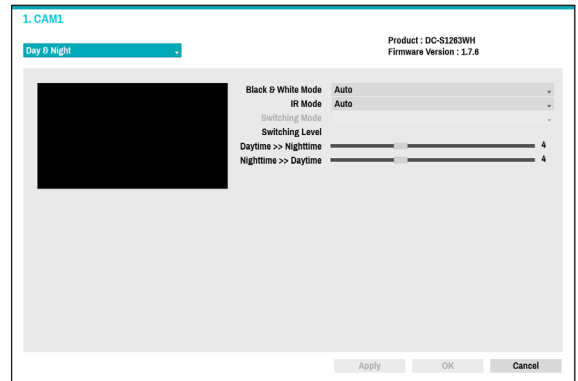 1. CAM1
Day & Night
Product : DC-S1263WH
Firmware Version : 1.7.6
Black & White Mode Auto
IR Mode Auto
Switching Mode
Switching Level
Daytime >> Nighttime 4
Nighttime >> Daytime 4
Apply OK Cancel